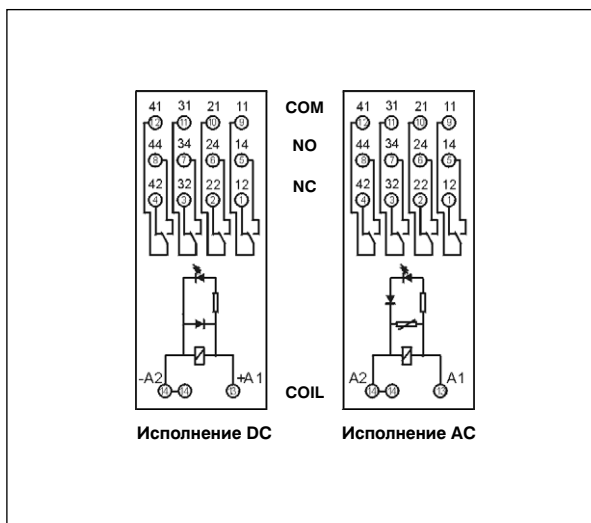 41 31 21 11 COM 41 31 21 11
12 11 10 9 12 11 10 9
44 34 24 14 NO 44 34 24 14
8 7 6 5 8 7 6 5
42 32 22 12 NC 42 32 22 12
4 3 2 1 4 3 2 1
-A2 +A1 A2 A1
14 14 13 COIL 14 14 13
Исполнение DC Исполнение AC